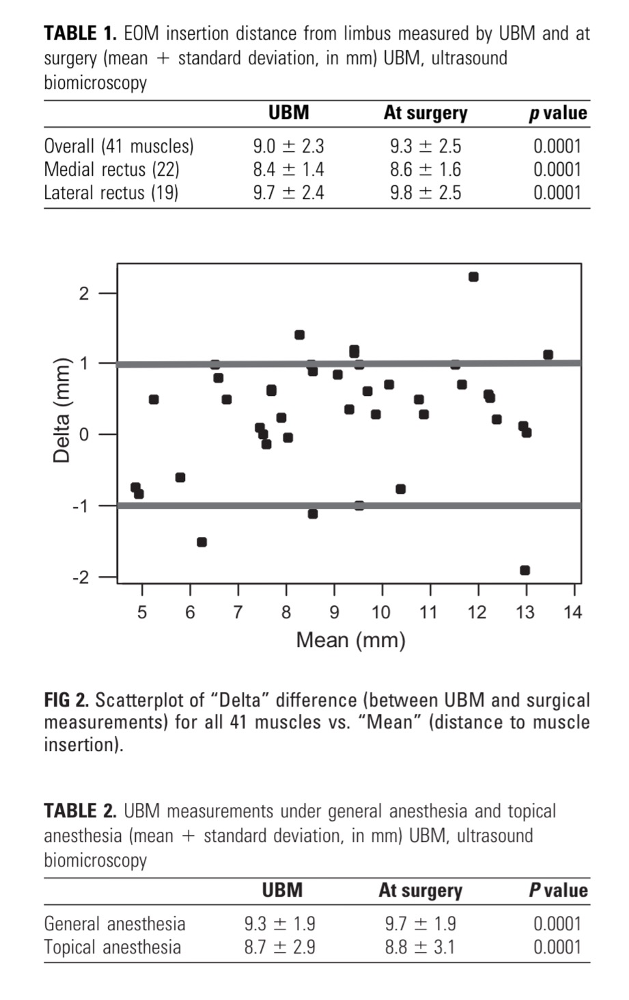 TABLE 1. EOM insertion distance from limbus measured by UBM and at
surgery (mean + standard deviation, in mm) UBM, ultrasound
biomicroscopy
UBM At surgery p value
Overall (41 muscles) 9.0 ± 2.3 9.3 ± 2.5 0.0001
Medial rectus (22) 8.4 ± 1.4 8.6 ± 1.6 0.0001
Lateral rectus (19) 9.7 ± 2.4 9.8 ± 2.5 0.0001
2
1
0
-1
-2
Delta (mm)
5 6 7 8 9 10 11 12 13 14
Mean (mm)
FIG 2. Scatterplot of “Delta” difference (between UBM and surgical
measurements) for all 41 muscles vs. “Mean” (distance to muscle
insertion).
TABLE 2. UBM measurements under general anesthesia and topical
anesthesia (mean + standard deviation, in mm) UBM, ultrasound
biomicroscopy
UBM At surgery P value
General anesthesia 9.3 ± 1.9 9.7 ± 1.9 0.0001
Topical anesthesia 8.7 ± 2.9 8.8 ± 3.1 0.0001